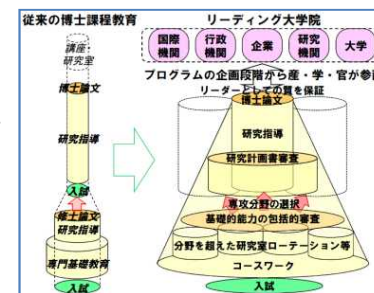 従来の博士課程教育
講座・
研究室
博士論文
研究指導
入試
修士論文
研究指導
専門基礎教育
入試
リーディング大学院
国際
機関
行政
機関
企業
研究
機関
大学
プログラムの企画段階から産・学・官が参
リーダーとしての質を保証
博士論文
研究指導
研究計画書審査
専攻分野の選択
基礎的能力の包括的審査
分野を超えた研究室ローテーション等
コースワーク
入試